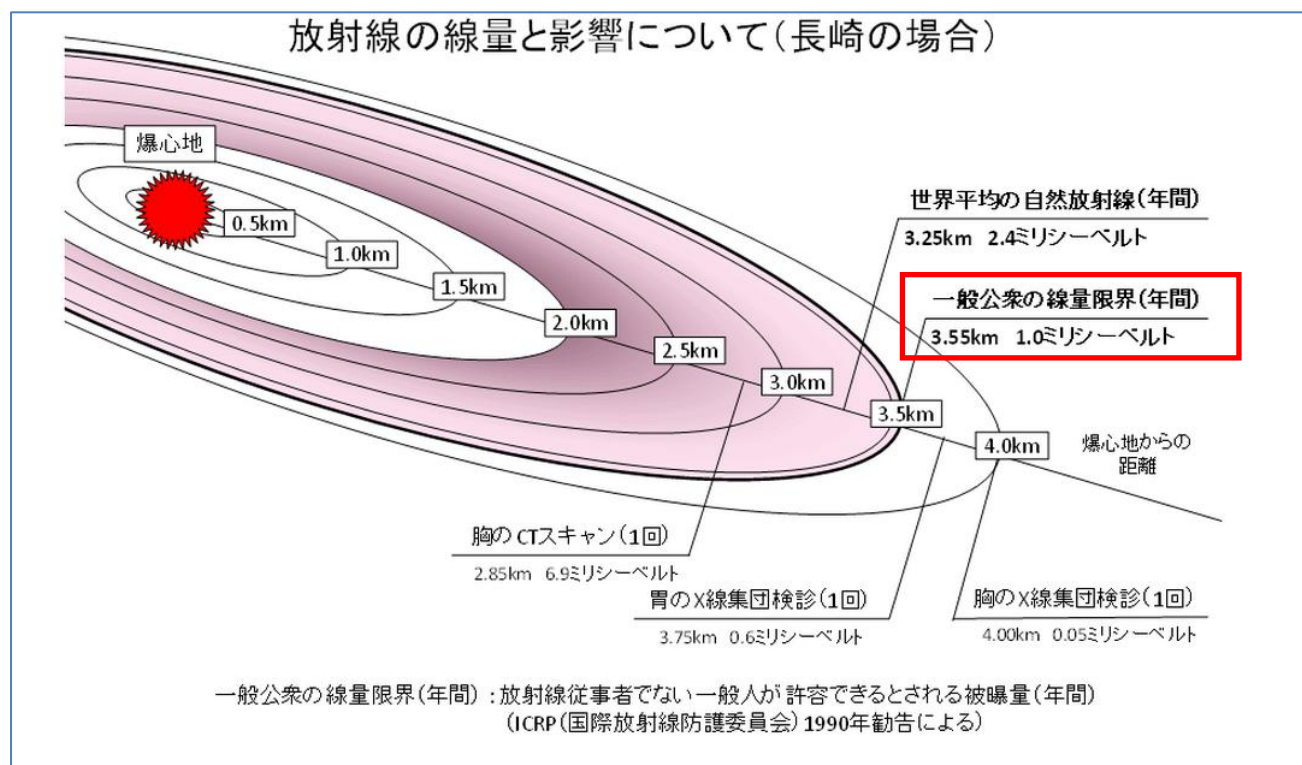 放射線の線量と影響について(長崎の場合)
爆心地
0.5km
1.0km
1.5km
2.0km
2.5km
3.0km
3.5km
4.0km
世界平均の自然放射線(年間)
3.25km 2.4ミリシーベルト
一般公衆の線量限界(年間)
3.55km 1.0ミリシーベルト
爆心地からの
距離
胸のCTスキャン(1回)
2.85km 6.9ミリシーベルト
胃のX線集団検診(1回)
3.75km 0.6ミリシーベルト
胸のX線集団検診(1回)
4.00km 0.05ミリシーベルト
一般公衆の線量限界(年間):放射線従事者でない一般人が許容できるとされる被曝量(年間)
(ICRP(国際放射線防護委員会)1990年勧告による)